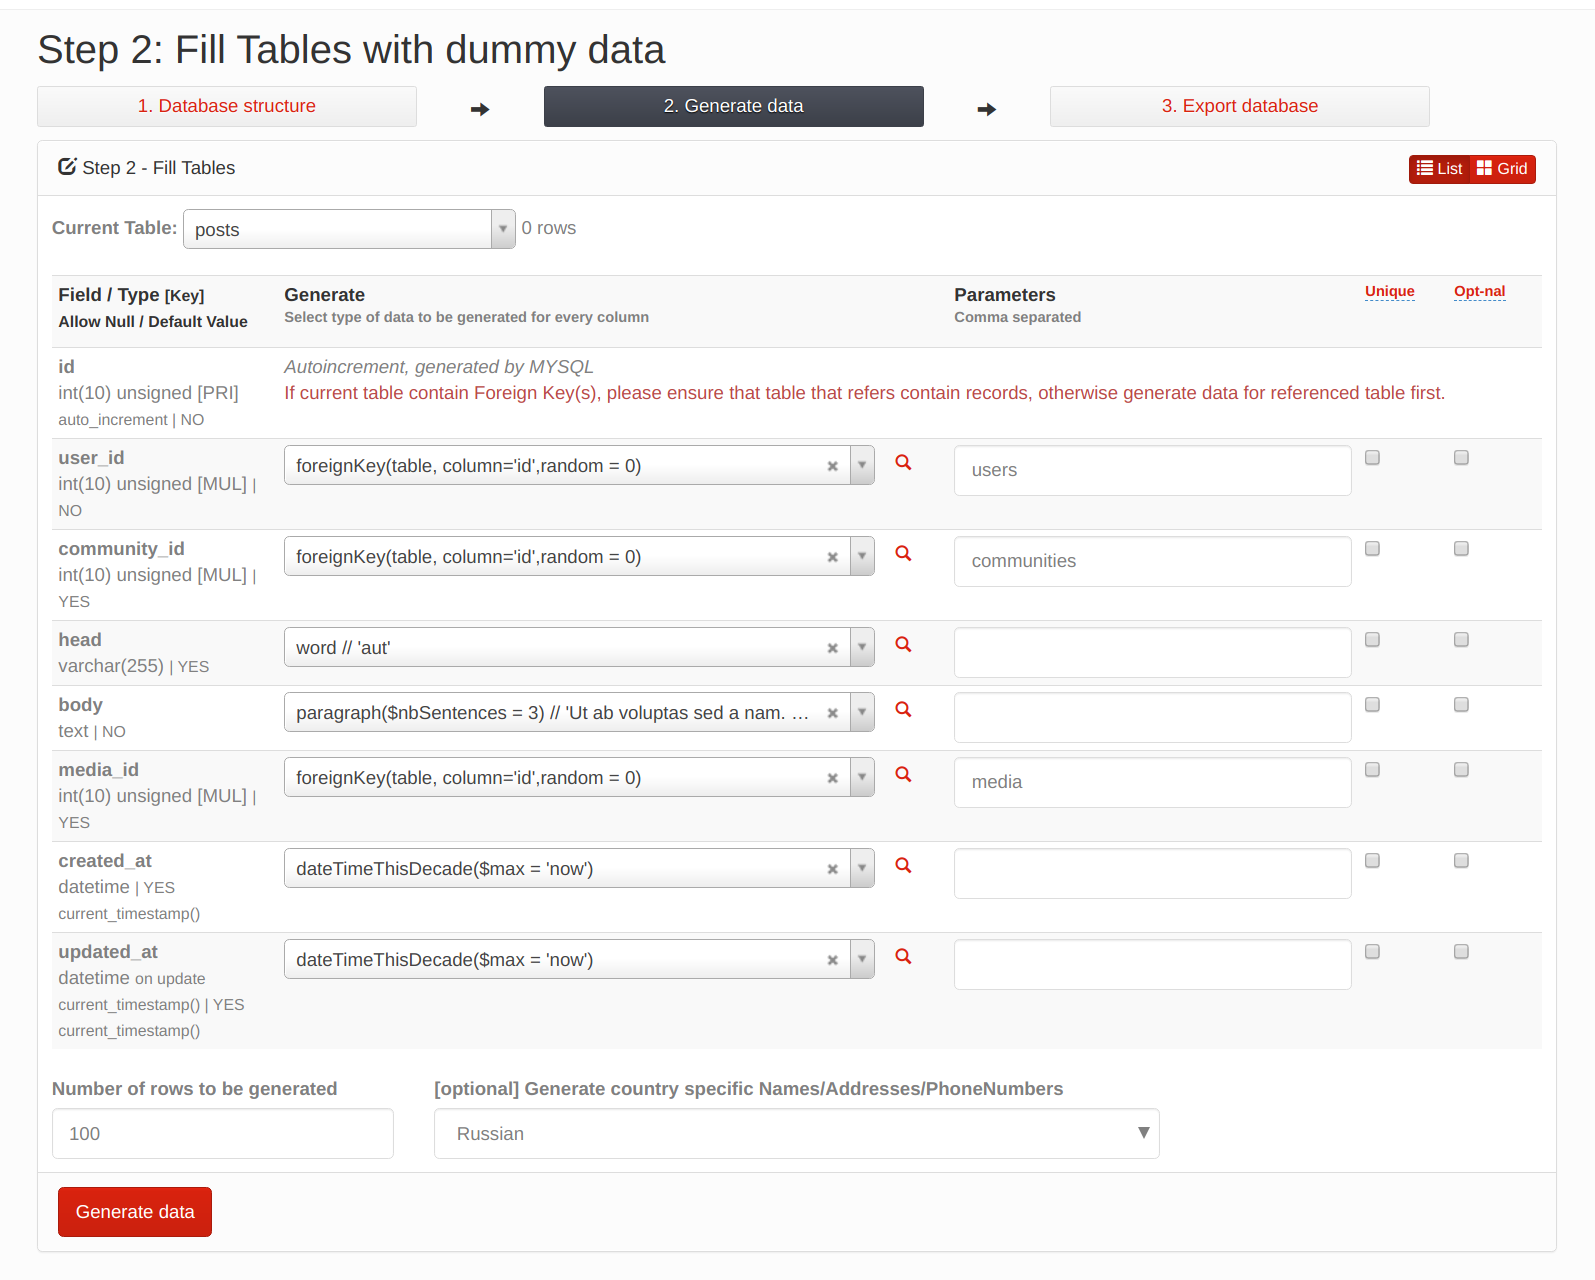 Step 2: Fill Tables with dummy data
1. Database structure
2. Generate data
3. Export database
Step 2 - Fill Tables
List
Grid
Current Table:
posts
0 rows
Field / Type [Key]
Allow Null / Default Value
Generate
Select type of data to be generated for every column
Parameters
Comma separated
Unique
Opt-nal
id
int(10) unsigned [PRI]
auto_increment | NO
Autoincrement, generated by MYSQL
If current table contain Foreign Key(s), please ensure that table that refers contain records, otherwise generate data for referenced table first.
user_id
int(10) unsigned [MUL] |
NO
foreignKey(table, column='id',random = 0)
users
community_id
int(10) unsigned [MUL] |
YES
foreignKey(table, column='id',random = 0)
communities
head
varchar(255) | YES
word // 'aut'
body
text | NO
paragraph($nbSentences = 3) // 'Ut ab voluptas sed a nam. …
media_id
int(10) unsigned [MUL] |
YES
foreignKey(table, column='id',random = 0)
media
created_at
datetime | YES
current_timestamp()
dateTimeThisDecade($max = 'now')
updated_at
datetime on update
current_timestamp() | YES
current_timestamp()
dateTimeThisDecade($max = 'now')
Number of rows to be generated
100
[optional] Generate country specific Names/Addresses/PhoneNumbers
Russian
Generate data